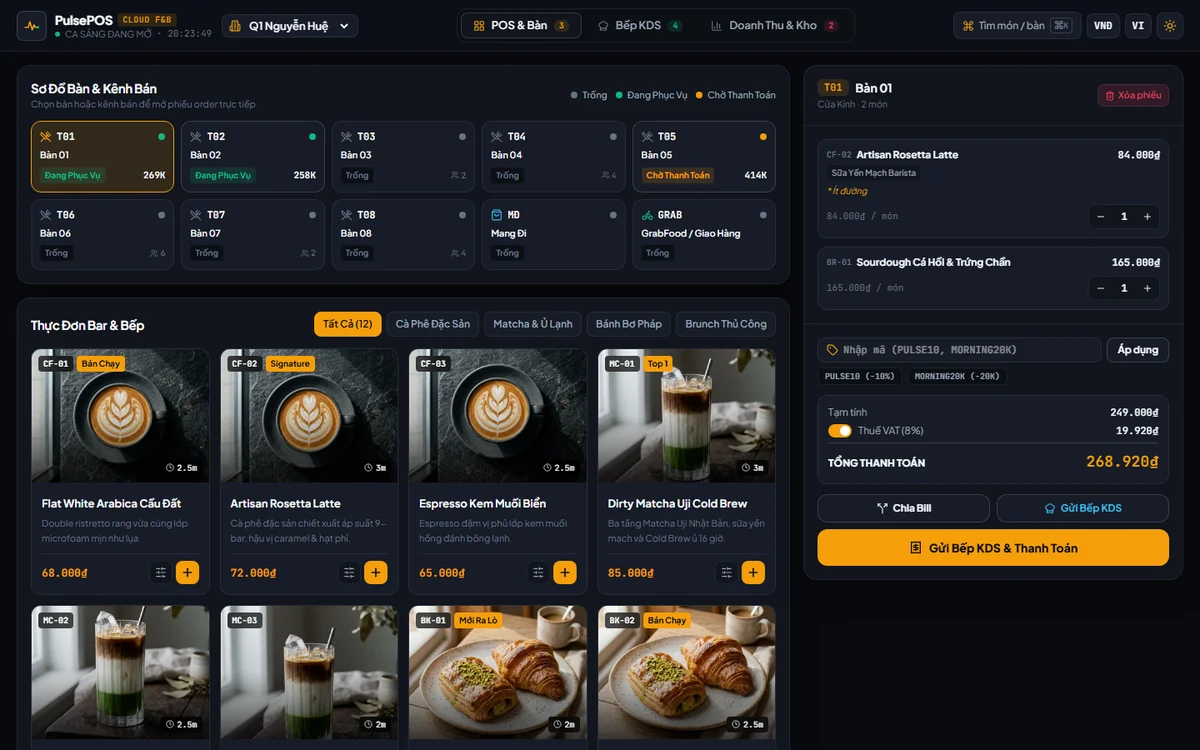 PulsePOS CLOUD F&B
CA SÁNG ĐANG MỞ · 20:23:49
Q1 Nguyễn Huệ
POS & Bàn 3
Bếp KDS 4
Doanh Thu & Kho 2
Tìm món / bàn ⌘K
VNĐ
VI
Sơ Đồ Bàn & Kênh Bán
Chọn bàn hoặc kênh bán để mở phiếu order trực tiếp
Trống Đang Phục Vụ Chờ Thanh Toán
T01
Bàn 01
Đang Phục Vụ 269K
T02
Bàn 02
Đang Phục Vụ 258K
T03
Bàn 03
Trống 2
T04
Bàn 04
Trống 4
T05
Bàn 05
Chờ Thanh Toán 414K
T06
Bàn 06
Trống 6
T07
Bàn 07
Trống 2
T08
Bàn 08
Trống 4
MĐ
Mang Đi
Trống
GRAB
GrabFood / Giao Hàng
Trống
Thực Đơn Bar & Bếp
Tất Cả (12)
Cà Phê Đặc Sản
Matcha & Ủ Lạnh
Bánh Bơ Pháp
Brunch Thủ Công
CF-01 Bán Chạy
2.5m
Flat White Arabica Cầu Đất
Double ristretto rang vừa cùng lớp
microfoam mịn như lụa.
68.000₫
CF-02 Signature
3m
Artisan Rosetta Latte
Cà phê đặc sản chiết xuất áp suất 9-
bar, hậu vị caramel & hạt phỉ.
72.000₫
CF-03
2.5m
Espresso Kem Muối Biển
Espresso đậm vị phủ lớp kem muối
hồng đánh bông lạnh.
65.000₫
MC-01 Top 1
3m
Dirty Matcha Uji Cold Brew
Ba tầng Matcha Uji Nhật Bản, sữa yến
mạch và Cold Brew ủ 16 giờ.
85.000₫
MC-02
2.5m
MC-03
2m
BK-01 Mới Ra Lò
2m
BK-02 Bán Chạy
2.5m
T01 Bàn 01
Cửa Kính · 2 món
Xóa phiếu
CF-02 Artisan Rosetta Latte 84.000₫
Sữa Yến Mạch Barista
* Ít đường
84.000₫ / món − 1 +
BR-01 Sourdough Cá Hồi & Trứng Chần 165.000₫
165.000₫ / món − 1 +
Nhập mã (PULSE10, MORNING20K) Áp dụng
PULSE10 (-10%) MORNING20K (-20K)
Tạm tính 249.000₫
Thuế VAT (8%) 19.920₫
TỔNG THANH TOÁN 268.920₫
Chia Bill
Gửi Bếp KDS
Gửi Bếp KDS & Thanh Toán